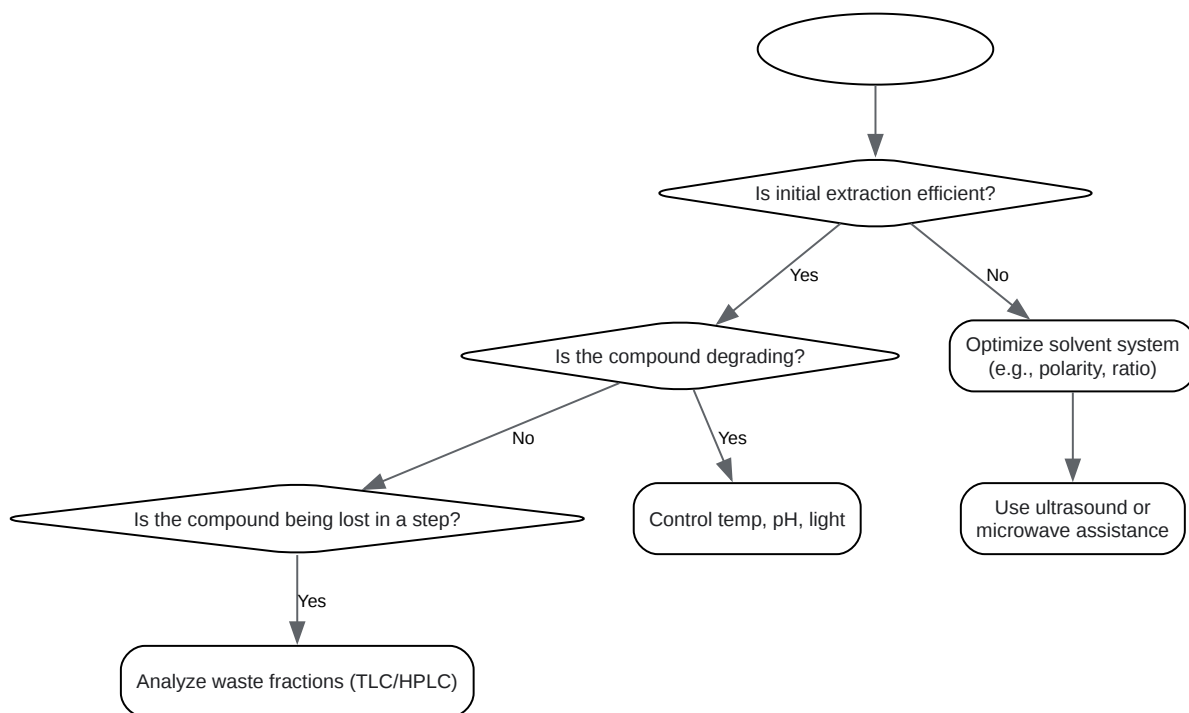 Is initial extraction efficient?
Yes
No
Is the compound degrading?
Optimize solvent system
(e.g., polarity, ratio)
No
Yes
Is the compound being lost in a step?
Control temp, pH, light
Use ultrasound or
microwave assistance
Yes
Analyze waste fractions (TLC/HPLC)